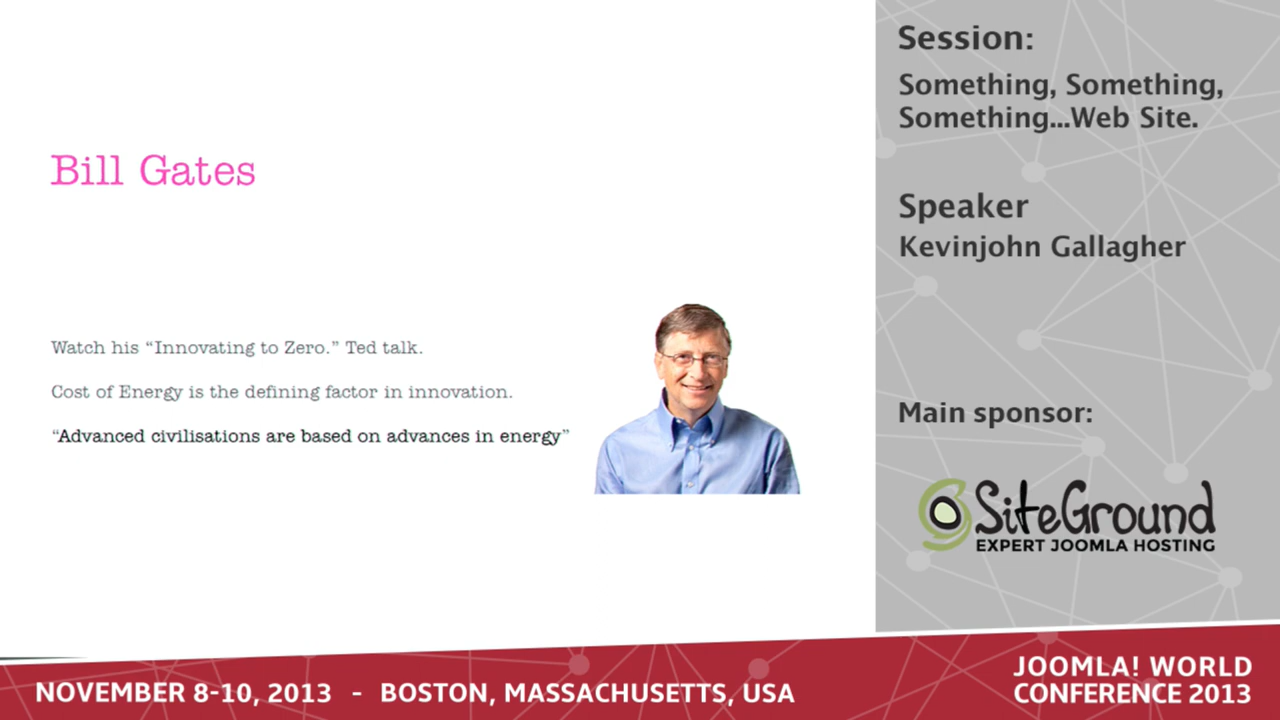 Bill Gates
Watch his “Innovating to Zero.” Ted talk.
Cost of Energy is the defining factor in innovation.
“Advanced civilisations are based on advances in energy”
Session:
Something, Something,
Something...Web Site.
Speaker
Kevinjohn Gallagher
Main sponsor:
SiteGround
EXPERT JOOMLA HOSTING
NOVEMBER 8-10, 2013 - BOSTON, MASSACHUSETTS, USA
JOOMLA! WORLD
CONFERENCE 2013